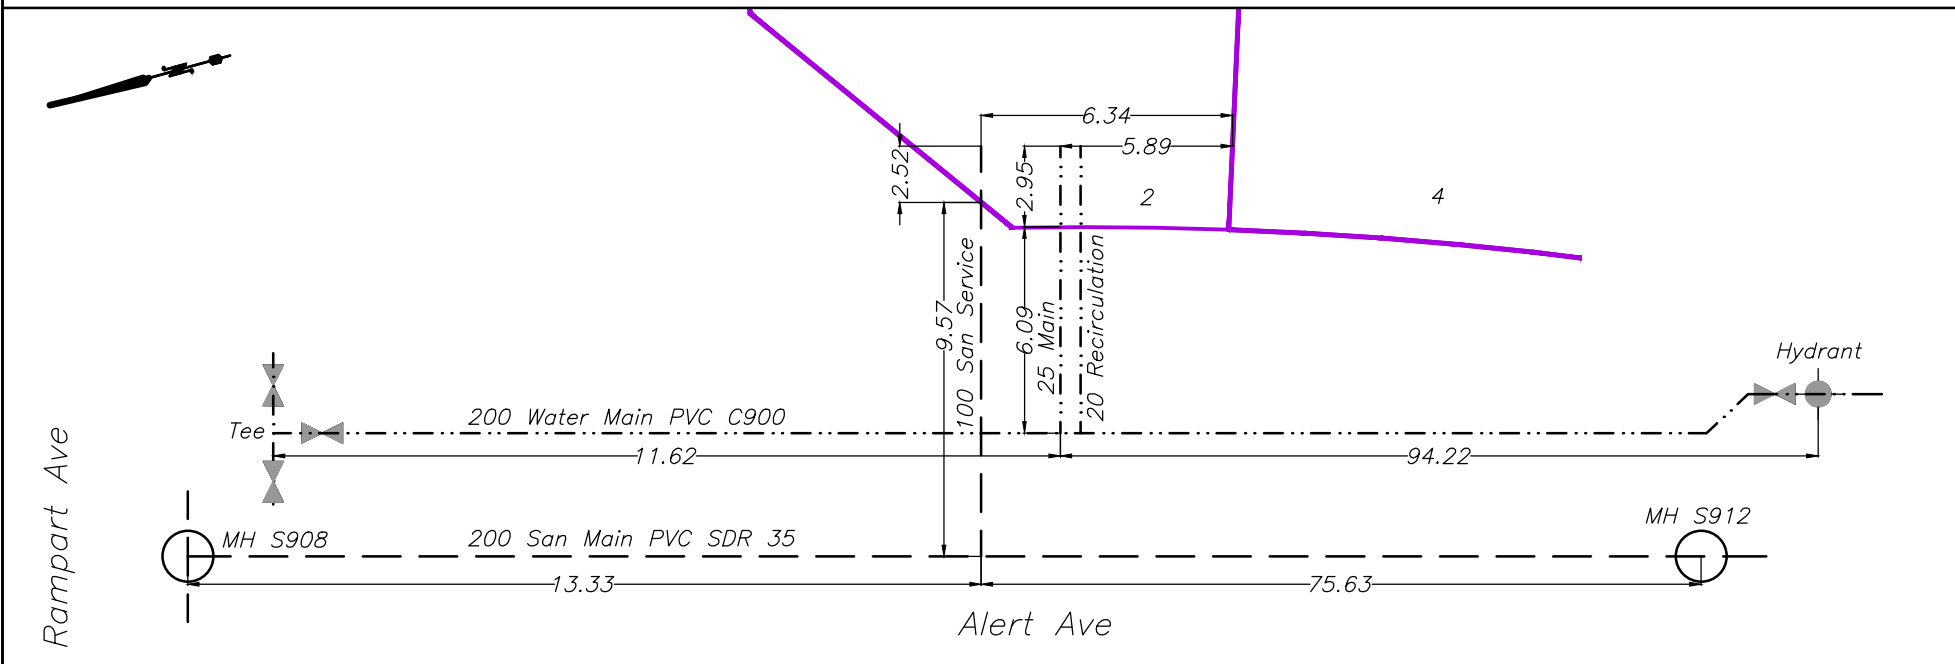 6.34
5.89
2.52
2.95
2
4
9.57
100 San Service
6.09
25 Main
20 Recirculation
Hydrant
Tee
200 Water Main PVC C900
11.62
94.22
Rampart Ave
MH S908
200 San Main PVC SDR 35
MH S912
13.33
75.63
Alert Ave